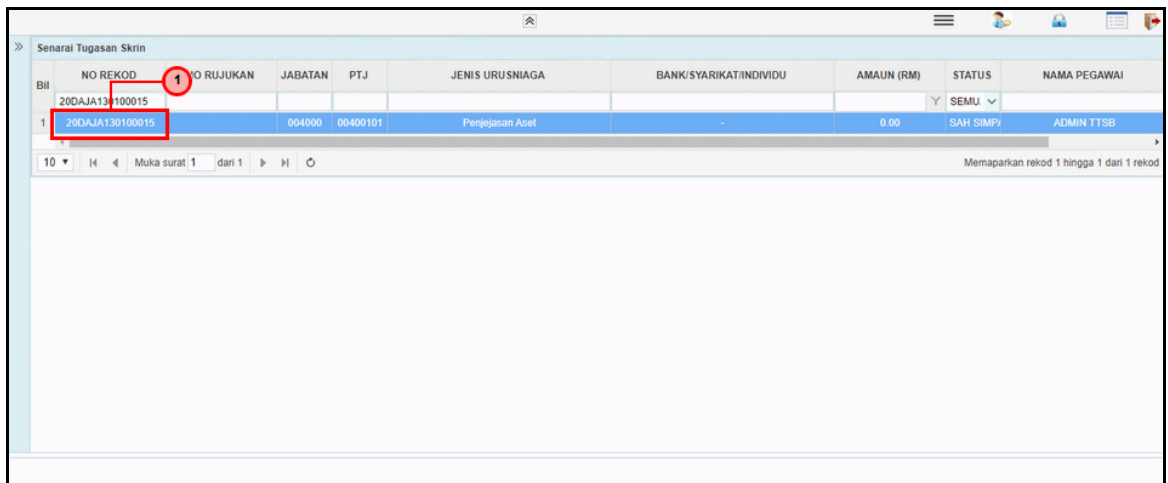 Senarai Tugasan Skrin
Bil NO REKOD 1 O RUJUKAN JABATAN PTJ JENIS URUSNIAGA BANK/SYARIKAT/INDIVIDU AMAUN (RM) STATUS NAMA PEGAWAI
20DAJA130100015 SEMU.
1 20DAJA130100015 004000 00400101 Penjejasan Aset - 0.00 SAH SIMP/ ADMIN TTSB
10 Muka surat 1 dari 1 Memaparkan rekod 1 hingga 1 dari 1 rekod